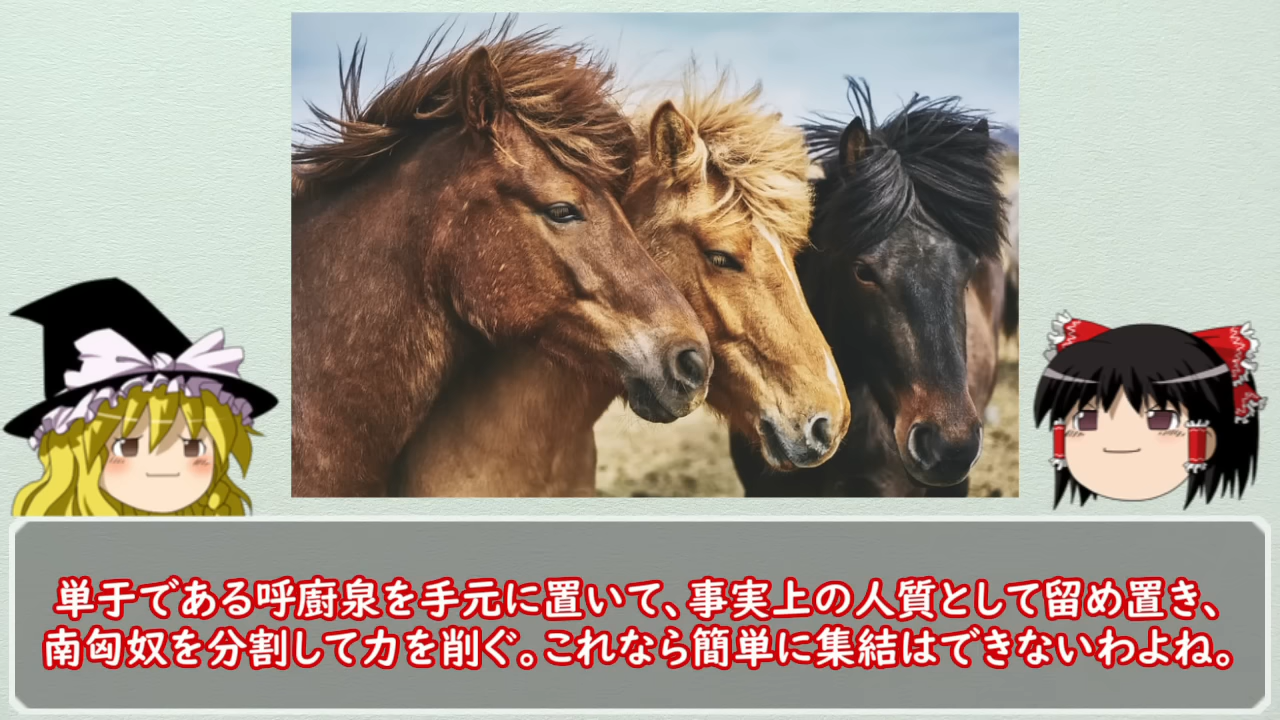 単于である呼廚泉を手元に置いて、事実上の人質として留め置き、
南匈奴を分割して力を削ぐ。これなら簡単に集結はできないわよね。